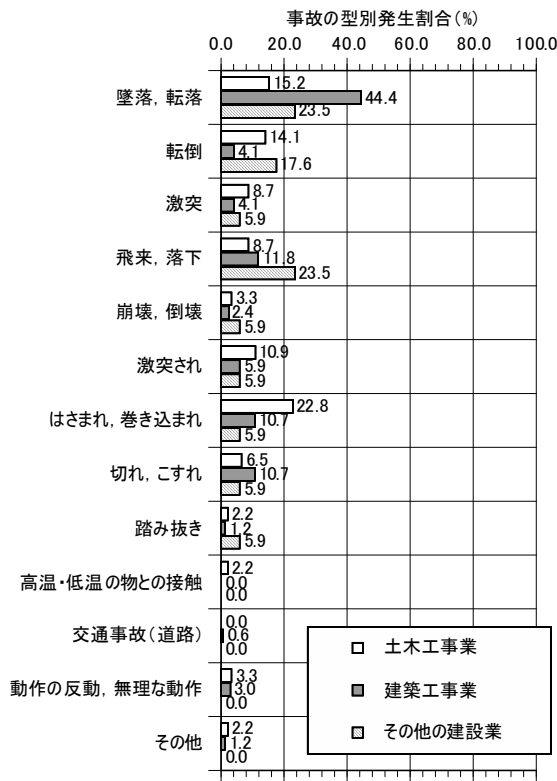 事故の型別発生割合(%)
0.0 20.0 40.0 60.0 80.0 100.0
墜落, 転落
15.2
44.4
23.5
転倒
14.1
4.1
17.6
激突
8.7
4.1
5.9
飛来, 落下
8.7
11.8
23.5
崩壊, 倒壊
3.3
2.4
5.9
激突され
10.9
5.9
5.9
はさまれ, 巻き込まれ
22.8
10.7
5.9
切れ, こすれ
6.5
10.7
5.9
踏み抜き
2.2
1.2
5.9
高温・低温の物との接触
2.2
0.0
0.0
交通事故(道路)
0.0
0.6
0.0
動作の反動, 無理な動作
3.3
3.0
0.0
その他
2.2
1.2
0.0
土木工事業
建築工事業
その他の建設業